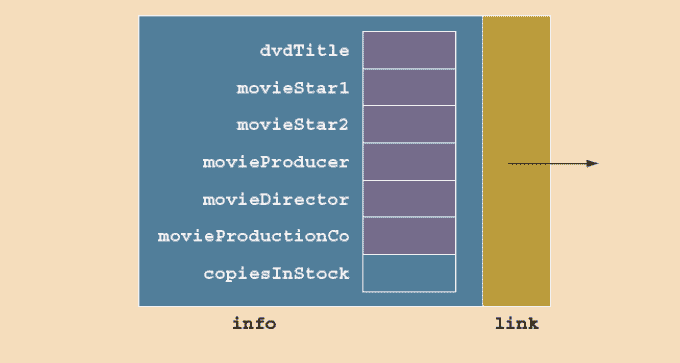 dvdTitle
movieStar1
movieStar2
movieProducer
movieDirector
movieProductionCo
copiesInStock
info link